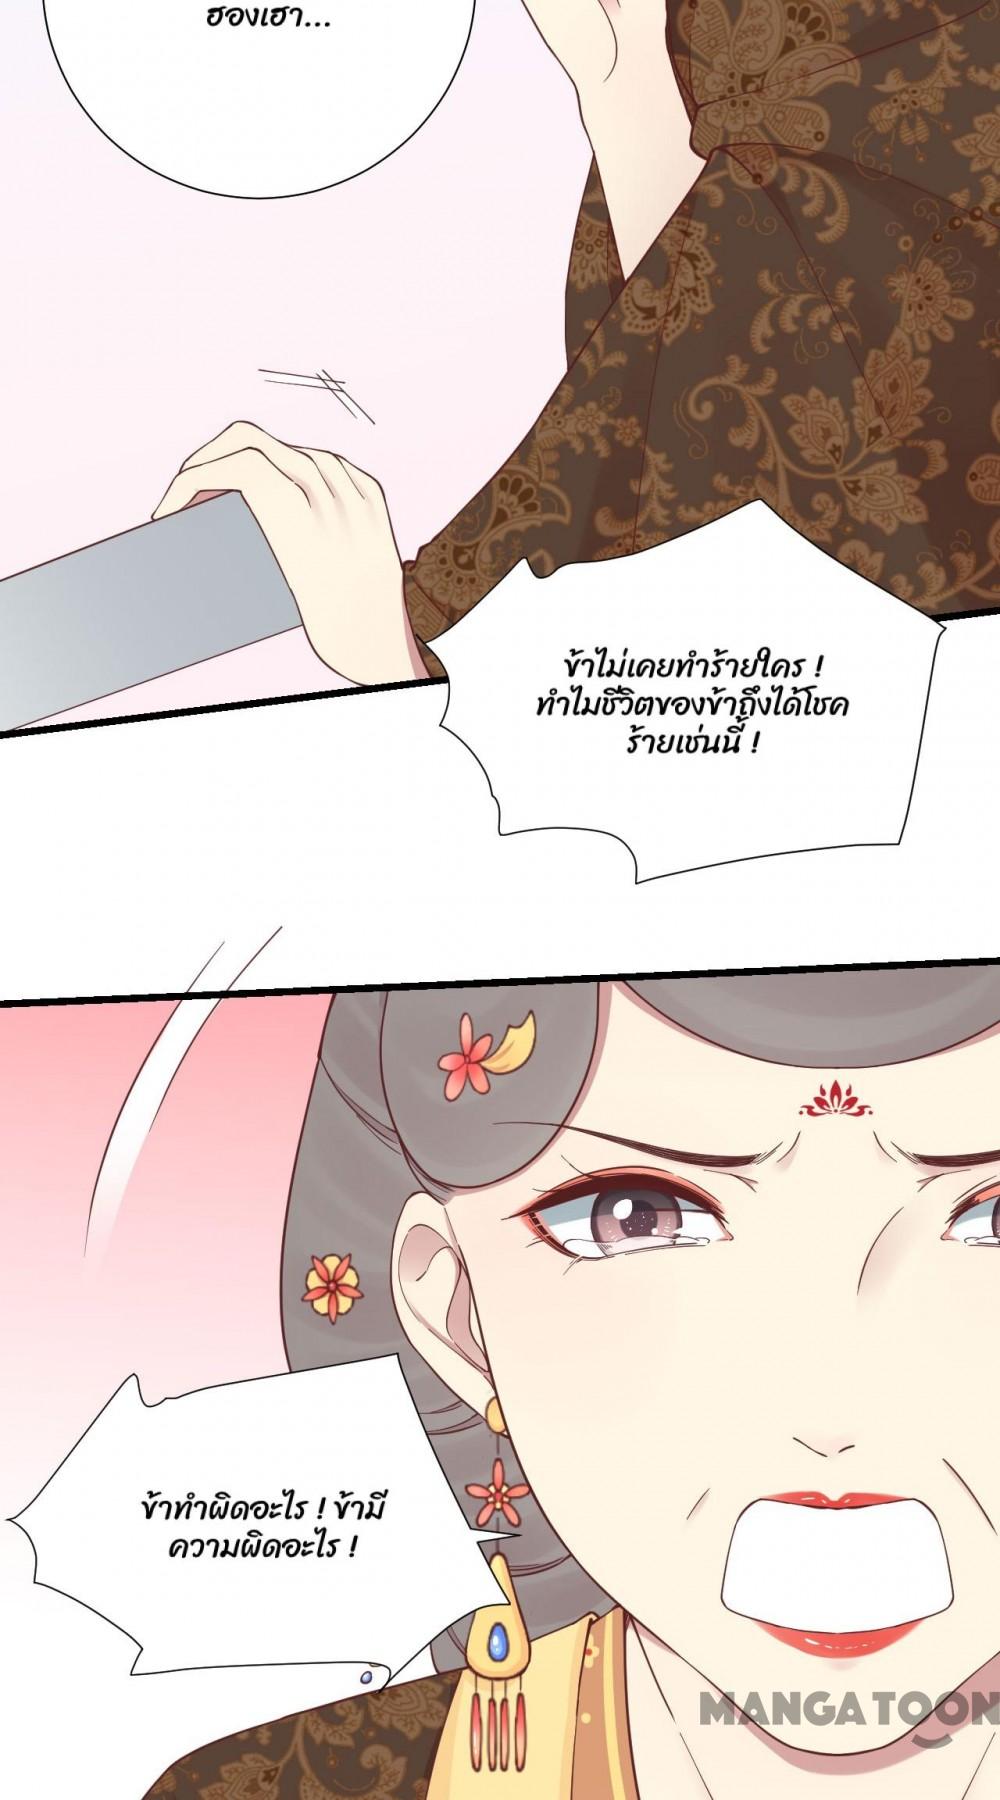 ฮองเฮา...
ข้าไม่เคยทำร้ายใคร !
ทำไมชีวิตของข้าถึงได้โชค
ร้ายเช่นนี้ !
ข้าทำผิดอะไร ! ข้ามี
ความผิดอะไร !
MANGATOON